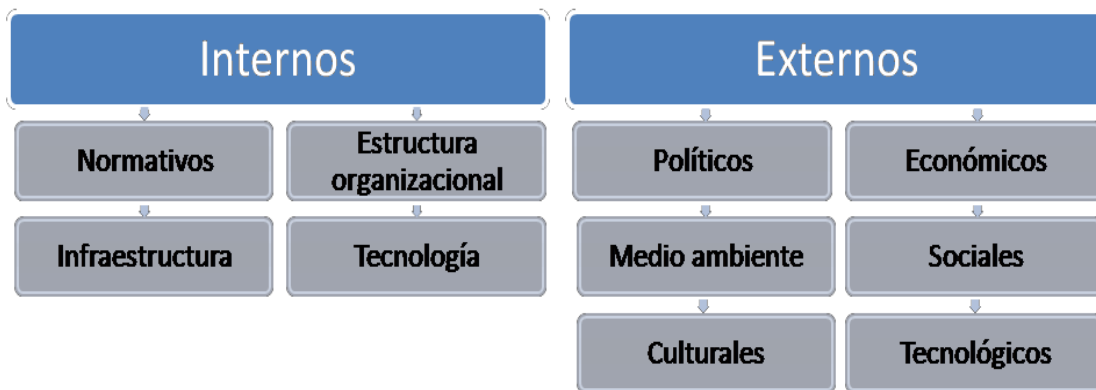 Internos
Externos
Normativos
Estructura
organizacional
Políticos
Económicos
Infraestructura
Tecnología
Medio ambiente
Sociales
Culturales
Tecnológicos